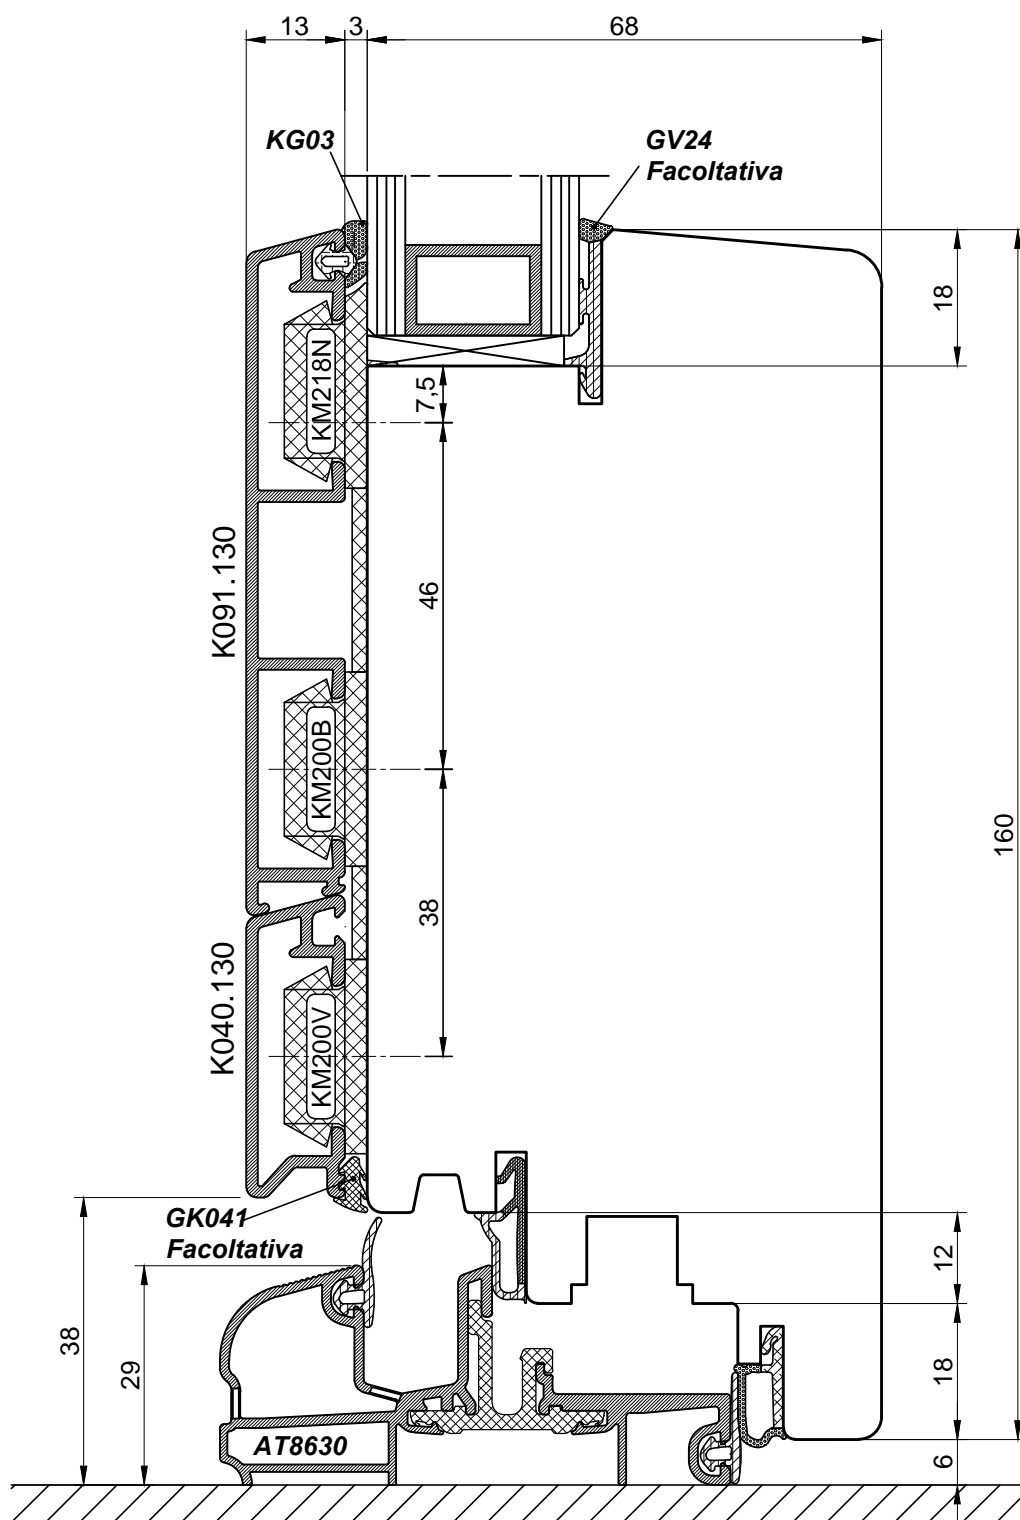 13
3
68
KG03
GV24
Facoltativa
18
7,5
KM218N
K091.130
46
KM200B
160
38
K040.130
KM200V
GK041
Facoltativa
12
38
29
18
AT8630
6